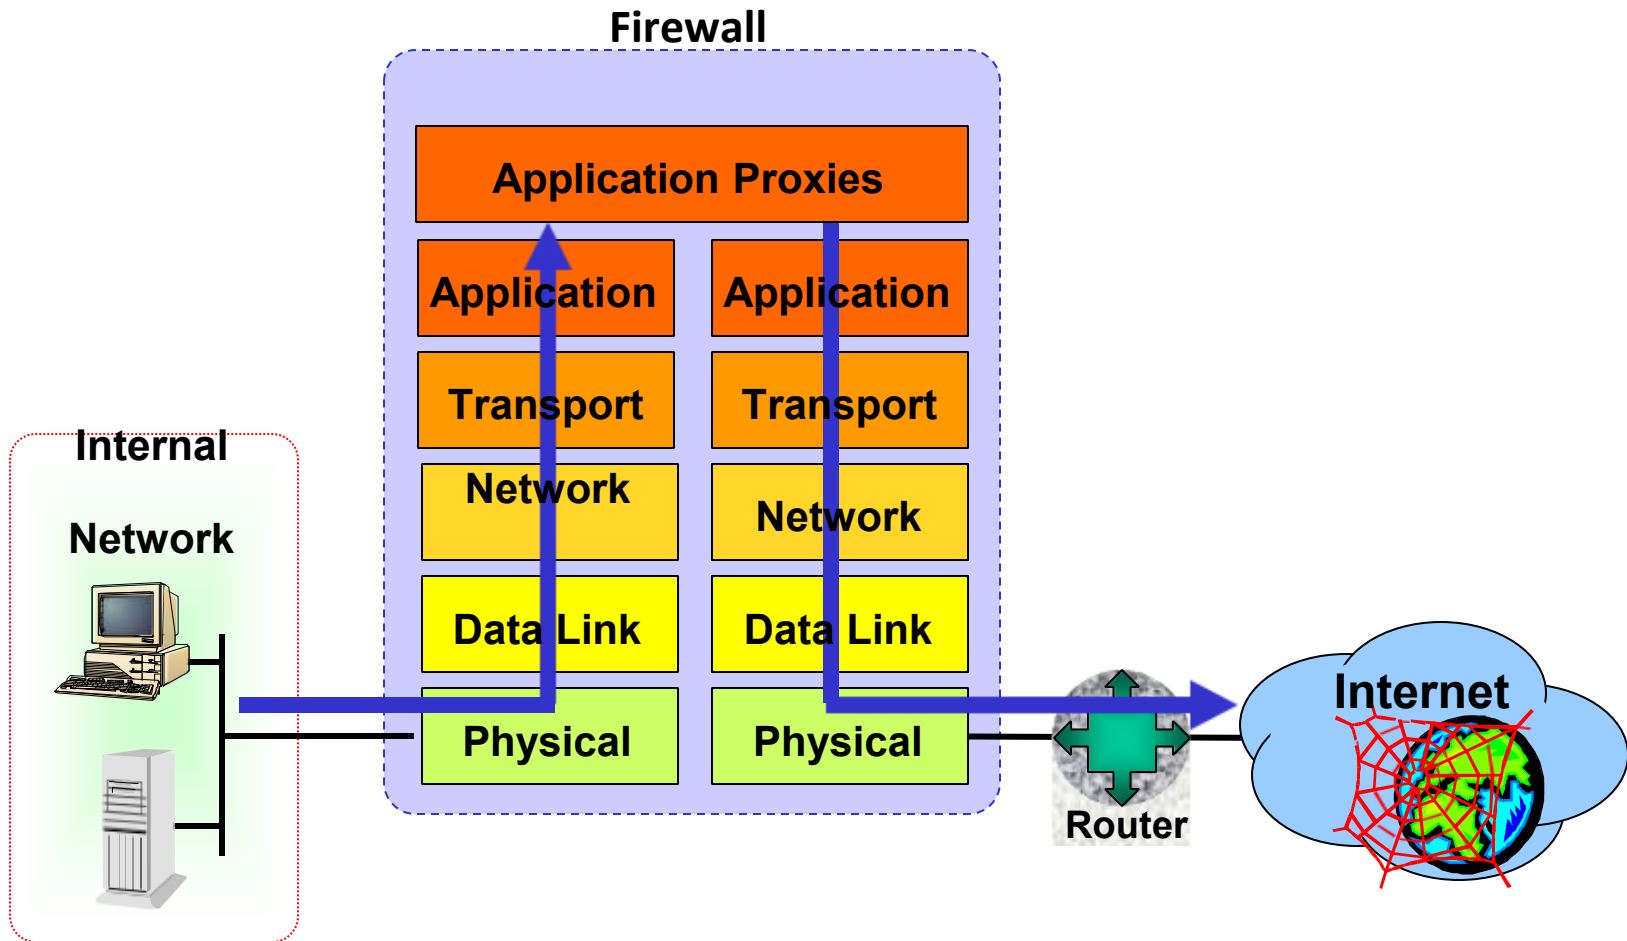 Firewall
Application Proxies
Application
Application
Transport
Transport
Internal
Network
Network
Network
Data Link
Data Link
Physical
Physical
Internet
Router